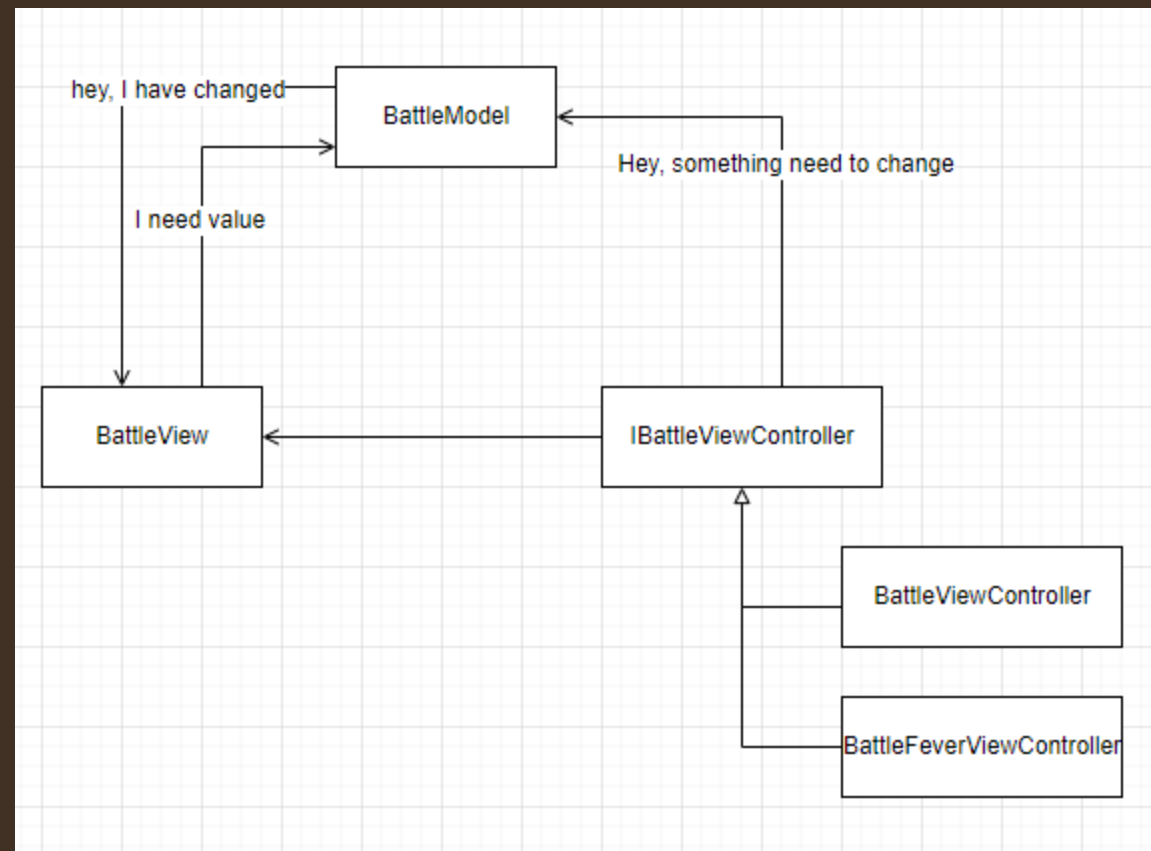 hey, I have changed
BattleModel
Hey, something need to change
I need value
BattleView
IBattleViewController
BattleViewController
BattleFeverViewController